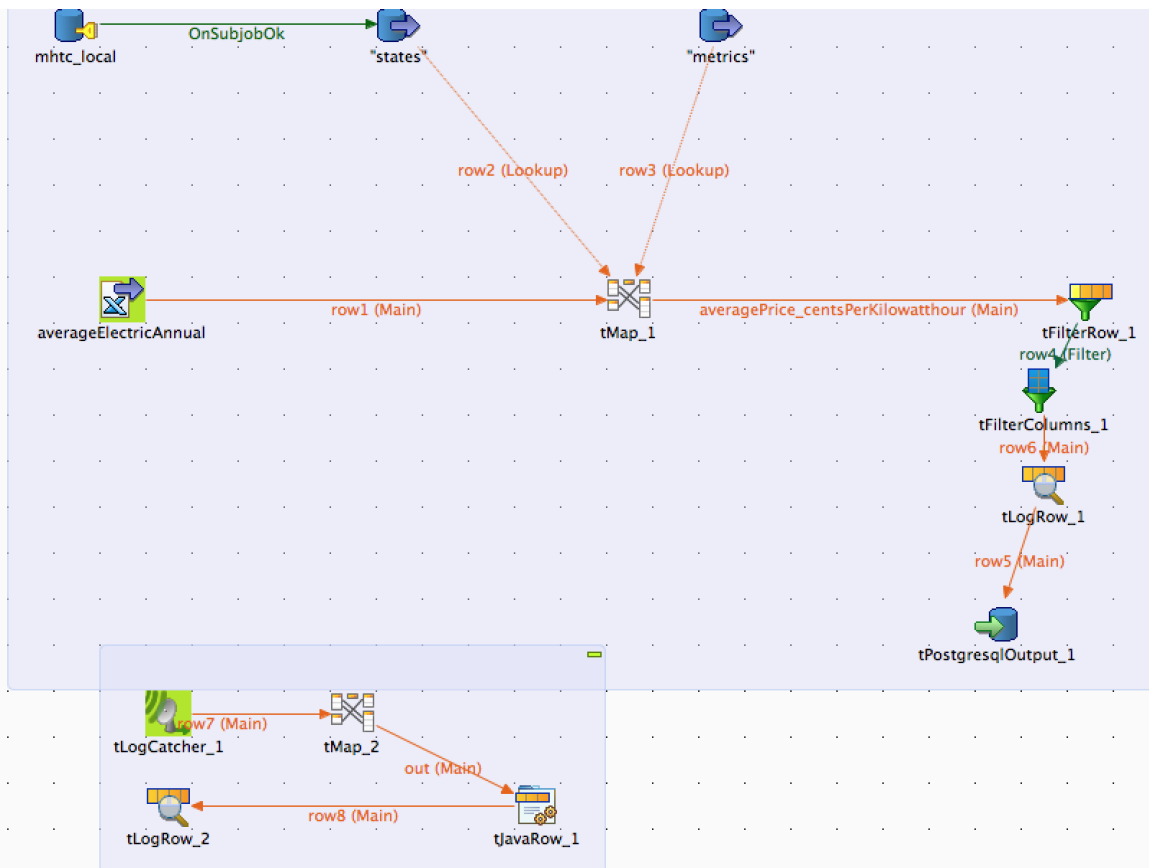 OnSubjobOk
mhtc_local
"states"
"metrics"
row2 (Lookup)
row3 (Lookup)
row1 (Main)
averagePrice_centsPerKilowatthour (Main)
averageElectricAnnual
tMap_1
tFilterRow_1
row4 (Filter)
tFilterColumns_1
row6 (Main)
tLogRow_1
row5 (Main)
tPostgresqlOutput_1
row7 (Main)
tLogCatcher_1
tMap_2
out (Main)
row8 (Main)
tLogRow_2
tJavaRow_1